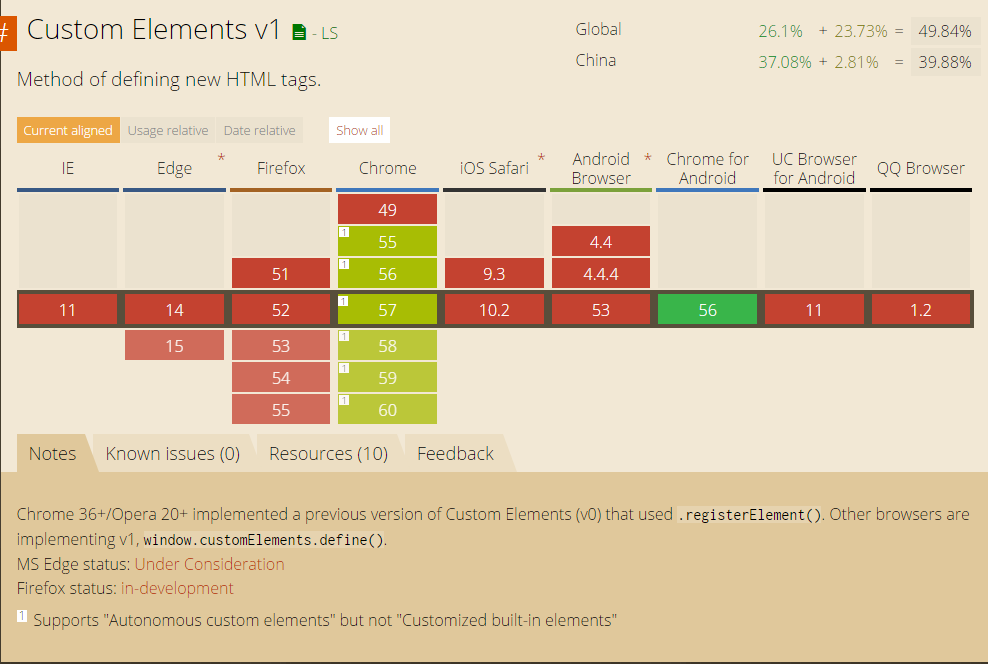 #
Custom Elements v1 - LS
Global 26.1% + 23.73% = 49.84%
China 37.08% + 2.81% = 39.88%
Method of defining new HTML tags.
Current aligned Usage relative Date relative Show all
IE Edge * Firefox Chrome iOS Safari * Android Browser * Chrome for Android UC Browser for Android QQ Browser
49
1 55 4.4
51 1 56 9.3 4.4.4
11 14 52 1 57 10.2 53 56 11 1.2
15 53 1 58
54 1 59
55 1 60
Notes Known issues (0) Resources (10) Feedback
Chrome 36+/Opera 20+ implemented a previous version of Custom Elements (v0) that used .registerElement(). Other browsers are
implementing v1, window.customElements.define().
MS Edge status: Under Consideration
Firefox status: in-development
1 Supports "Autonomous custom elements" but not "Customized built-in elements"